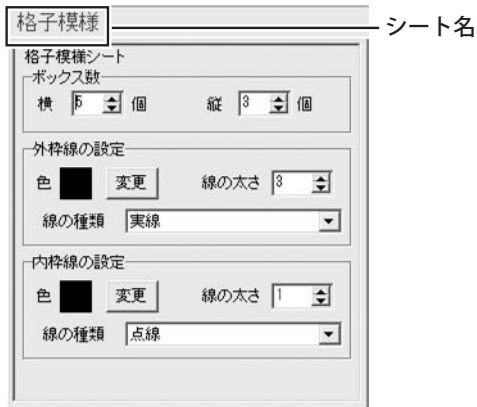 格子模様
シート名
格子模様シート
ボックス数
横 5 個 縦 3 個
外枠線の設定
色 変更 線の太さ 3
線の種類 実線
内枠線の設定
色 変更 線の太さ 1
線の種類 点線